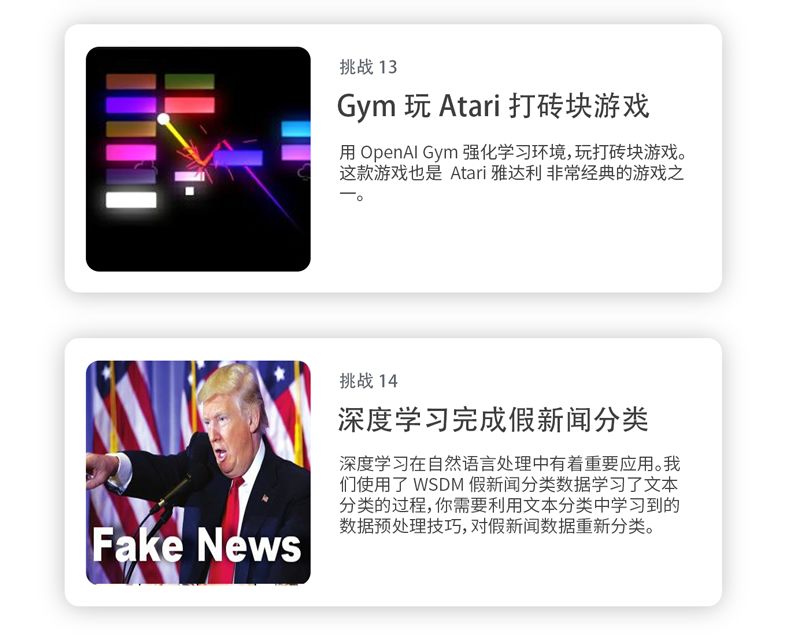 挑战 13
Gym 玩 Atari 打砖块游戏
用 OpenAI Gym 强化学习环境，玩打砖块游戏。
这款游戏也是 Atari 雅达利 非常经典的游戏之
一。
挑战 14
深度学习完成假新闻分类
深度学习在自然语言处理中有着重要应用。我
们使用了 WSDM 假新闻分类数据学习了文本
分类的过程，你需要利用文本分类中学习到的
数据预处理技巧，对假新闻数据重新分类。
Fake News